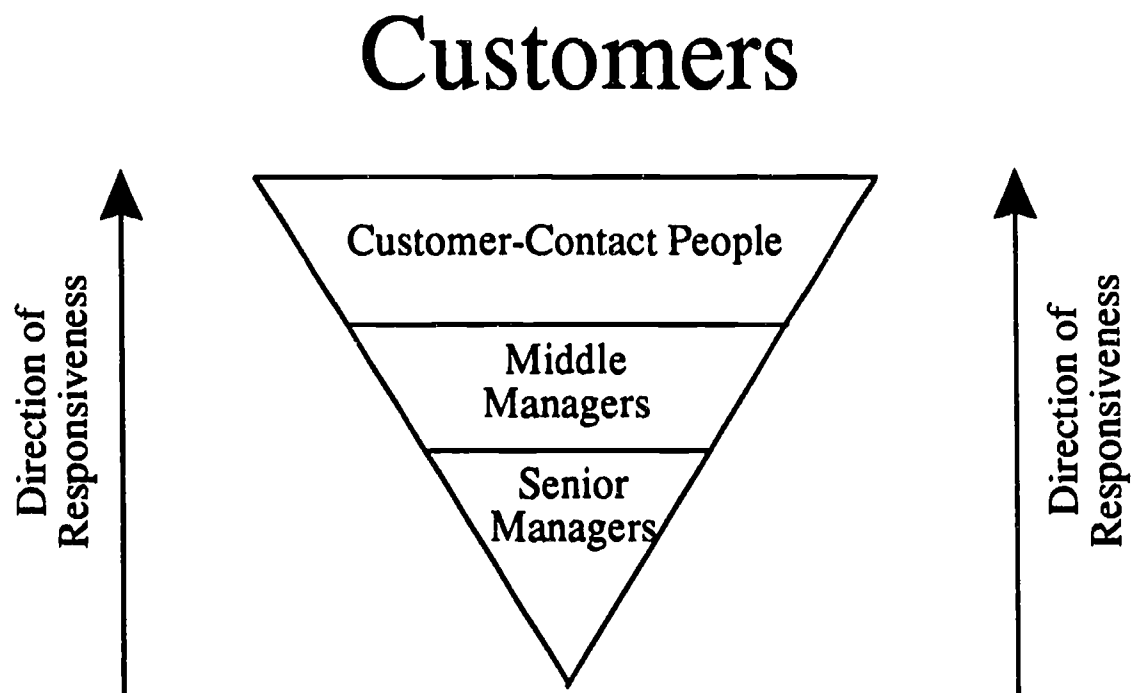 Customers
Customer-Contact People
Middle
Managers
Senior
Managers
Direction of
Responsiveness
Direction of
Responsiveness